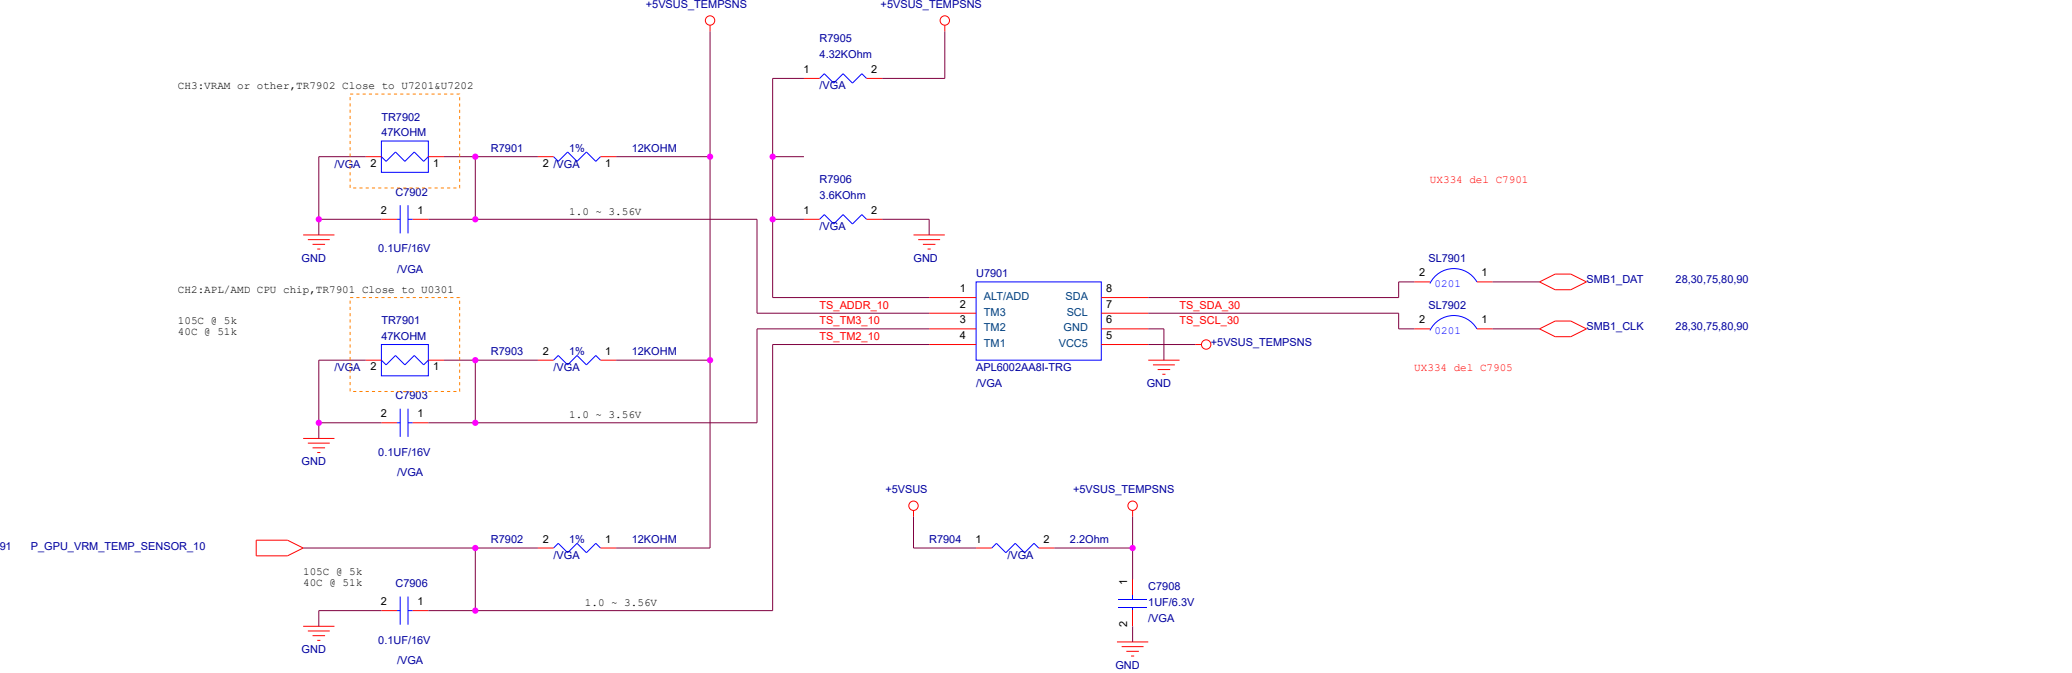 +5VSUS_TEMPSNS
+5VSUS_TEMPSNS
R7905
4.32KOhm
1 2
/VGA
CH3:VRAM or other,TR7902 Close to U7201&U7202
TR7902
47KOHM
/VGA 2 1
R7901 2 1% 1 12KOHM
/VGA
C7902
2 1
0.1UF/16V
/VGA
GND
1.0 ~ 3.56V
R7906
3.6KOhm
1 2
/VGA
GND
UX334 del C7901
CH2:APL/AMD CPU chip,TR7901 Close to U0301
105C @ 5k
40C @ 51k
TR7901
47KOHM
/VGA 2 1
R7903 2 1% 1 12KOHM
/VGA
C7903
2 1
0.1UF/16V
/VGA
GND
1.0 ~ 3.56V
U7901
1 ALT/ADD SDA 8
TS_ADDR_10 2 TM3 SCL 7 TS_SDA_30
TS_TM3_10 3 TM2 GND 6 TS_SCL_30
TS_TM2_10 4 TM1 VCC5 5 +5VSUS_TEMPSNS
APL6002AA8I-TRG
/VGA
GND
SL7901
2 1
0201
SMB1_DAT 28,30,75,80,90
SL7902
2 1
0201
SMB1_CLK 28,30,75,80,90
UX334 del C7905
91 P_GPU_VRM_TEMP_SENSOR_10
R7902 2 1% 1 12KOHM
/VGA
105C @ 5k
40C @ 51k
C7906
2 1
0.1UF/16V
/VGA
GND
1.0 ~ 3.56V
+5VSUS
+5VSUS_TEMPSNS
R7904 1 2 2.2Ohm
/VGA
1
C7908
1UF/6.3V
/VGA
2
GND